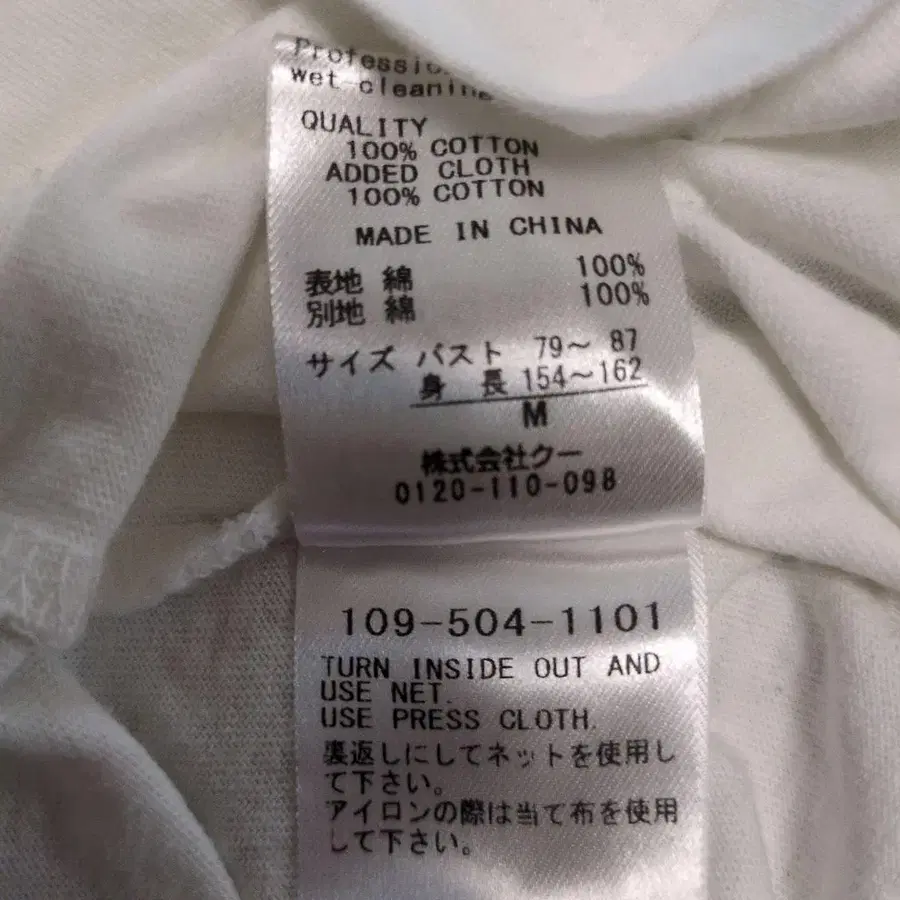 wet-cleaning
QUALITY
100% COTTON
ADDED CLOTH
100% COTTON
MADE IN CHINA
表地 綿 100%
別地 綿 100%
サイズ バスト 79～ 87
身 長 154～162
M
株式会社クー
0120-110-098
109-504-1101
TURN INSIDE OUT AND
USE NET.
USE PRESS CLOTH.
裏返しにしてネットを使用し
て下さい。
アイロンの際は当て布を使用
して下さい。